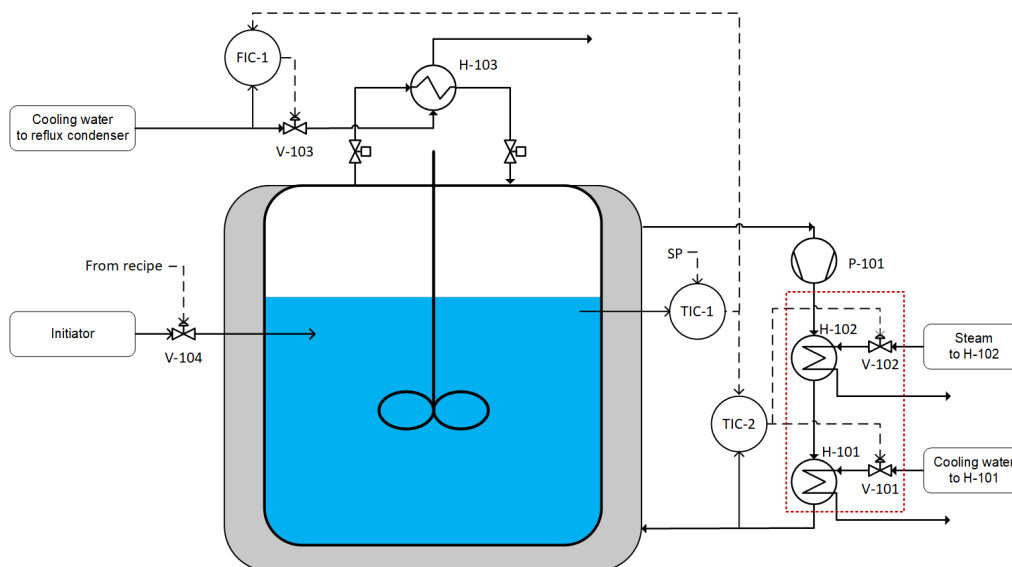 FIC-1
H-103
Cooling water
to reflux condenser
V-103
From recipe
SP
P-101
Initiator
TIC-1
V-104
H-102
Steam
to H-102
V-102
TIC-2
H-101
Cooling water
to H-101
V-101